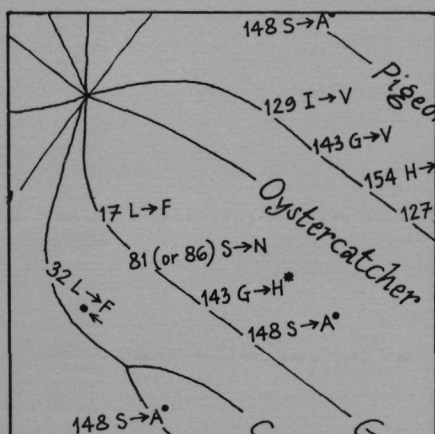 148 S→A•
Pigeo
129 I→V
143 G→V
154 H→
127
Oystercatcher
17 L→F
81 (or 86) S→N
143 G→H*
148 S→A•
32 L→F
148 S→A•